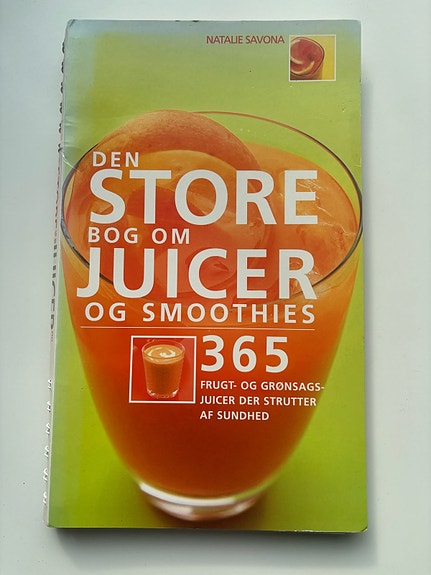 NATALIE SAVONA
DEN
STORE
BOG OM
JUICER
OG SMOOTHIES
365
FRUGT- OG GRØNSAGS-
JUICER DER STRUTTER
AF SUNDHED